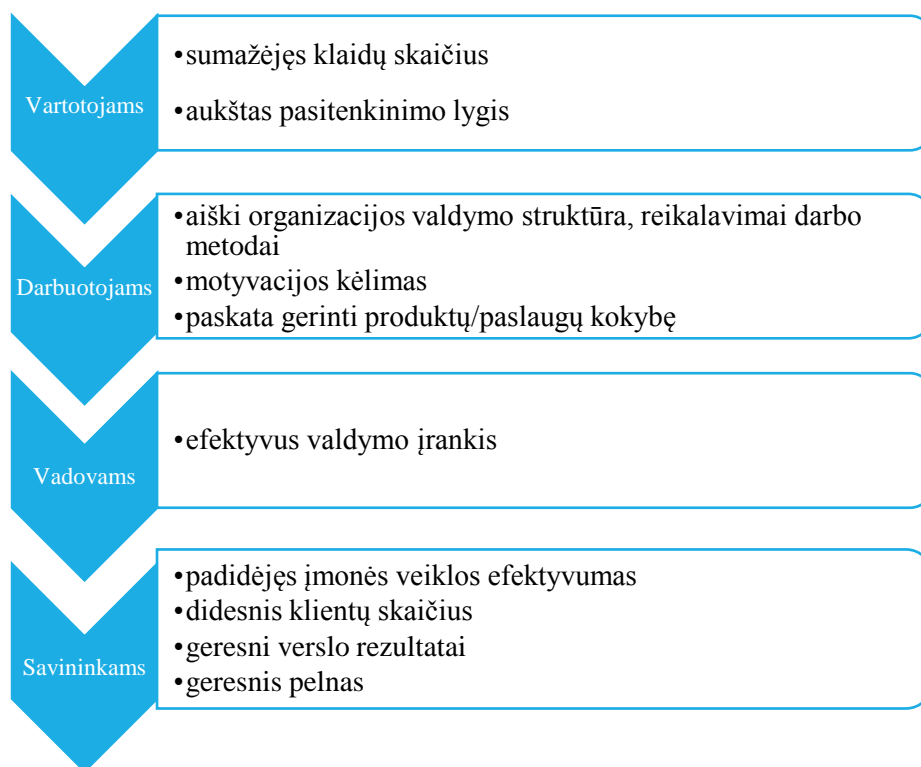 Vartotojams
•sumažėjęs klaidų skaičius
•aukštas pasitenkinimo lygis
Darbuotojams
•aiški organizacijos valdymo struktūra, reikalavimai darbo
metodai
•motyvacijos kėlimas
•paskata gerinti produktų/paslaugų kokybę
Vadovams
•efektyvus valdymo įrankis
Savininkams
•padidėjęs įmonės veiklos efektyvumas
•didesnis klientų skaičius
•geresni verslo rezultatai
•geresnis pelnas